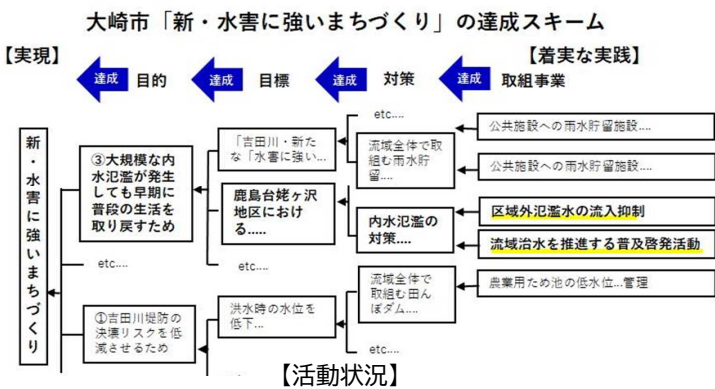 大崎市「新・水害に強いまちづくり」の達成スキーム
【実現】
【着実な実践】
達成
目的
達成
目標
達成
対策
達成
取組事業
新・水害に強いまちづくり
③大規模な内
水氾濫が発生
しても早期に
普段の生活を
取り戻すため
etc....
①吉田川堤防の
決壊リスクを低
減させるため
「吉田川・新た
な「水害に強い...
鹿島台姥ヶ沢
地区におけ
る.....
etc....
洪水時の水位を
低下...
etc....
流域全体で取
組む雨水貯
留....
内水氾濫の
対策....
流域全体で
取組む田ん
ぼダム....
etc....
公共施設への雨水貯留施設....
公共施設への雨水貯留施設....
区域外氾濫水の流入抑制
流域治水を推進する普及啓発活動
農業用ため池の低水位...管理
【活動状況】